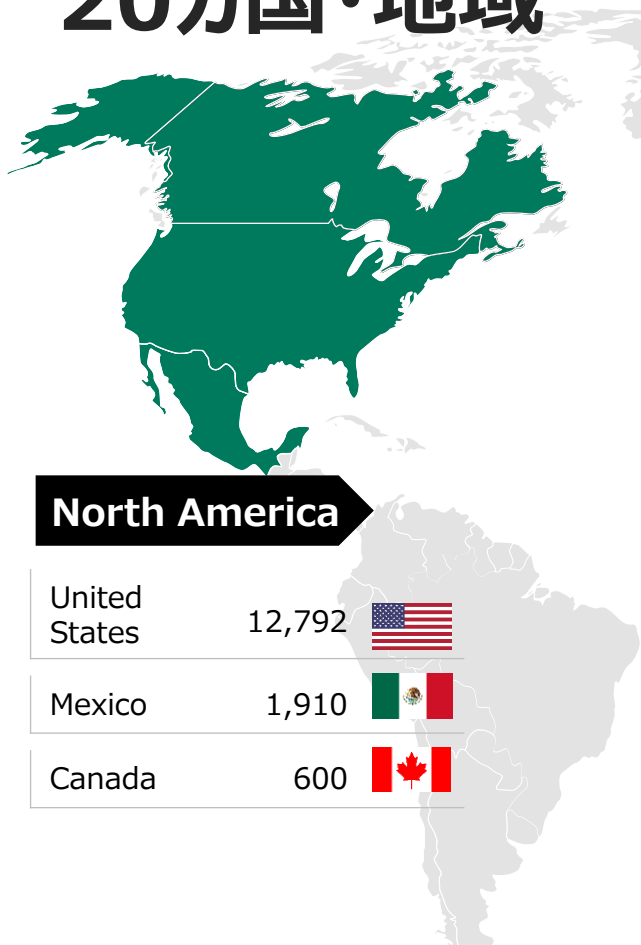 20カ国・地域
North America
United
States
12,792
Mexico
1,910
Canada
600